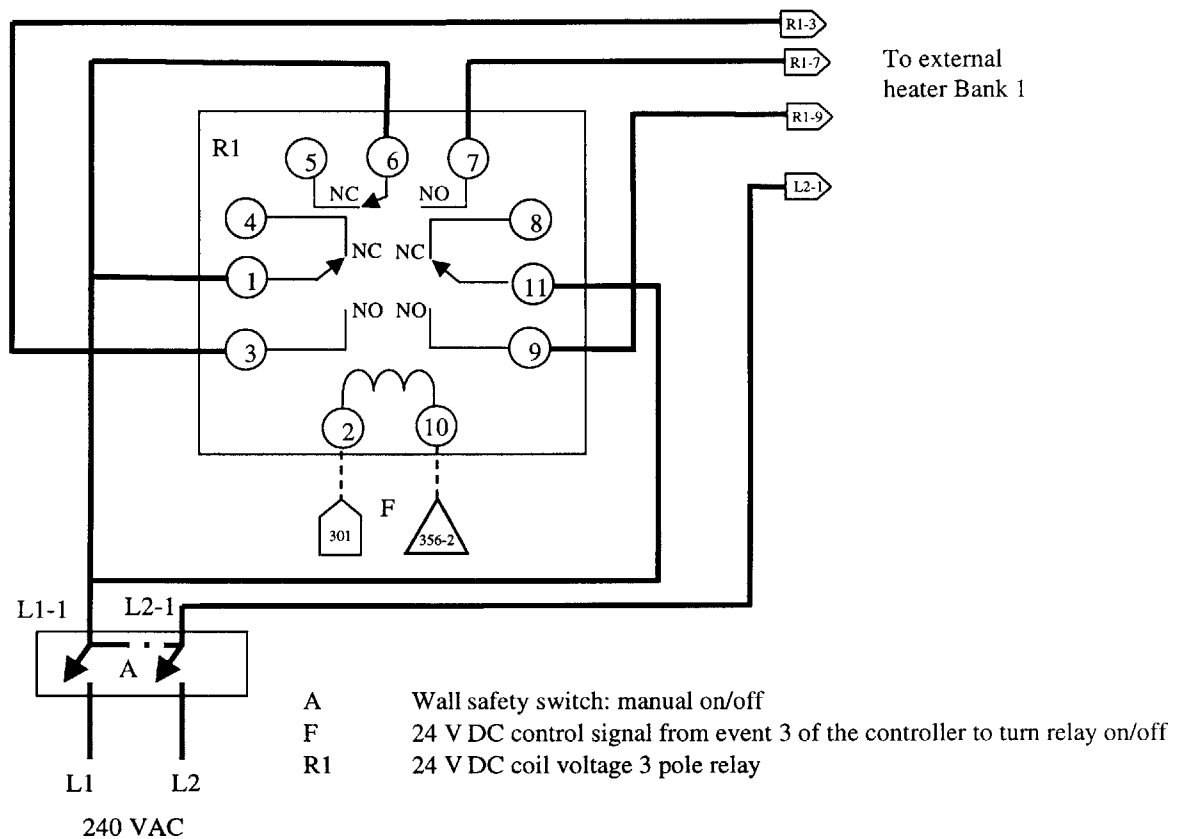 R1-3
R1-7
To external
heater Bank 1
R1-9
R1
5
6
7
NC
NO
L2-1
4
8
NC
NC
1
11
NO
NO
3
9
2
10
F
301
356-2
L1-1
L2-1
A
A Wall safety switch: manual on/off
F 24 V DC control signal from event 3 of the controller to turn relay on/off
R1 24 V DC coil voltage 3 pole relay
L1
L2
240 VAC